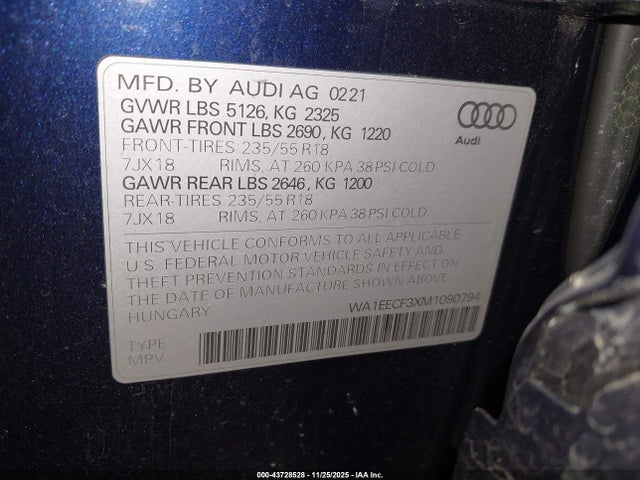 MFD. BY AUDI AG 0221
GVWR LBS 5126, KG 2325
GAWR FRONT LBS 2690, KG 1220
FRONT-TIRES 235/55 R18
7JX18 RIMS, AT 260 KPA 38 PSI COLD
GAWR REAR LBS 2646, KG 1200
REAR-TIRES 235/55 R18
7JX18 RIMS, AT 260 KPA 38 PSI COLD
Audi
THIS VEHICLE CONFORMS TO ALL APPLICABLE
U.S. FEDERAL MOTOR VEHICLE SAFETY AND
THEFT PREVENTION STANDARDS IN EFFECT ON
THE DATE OF MANUFACTURE SHOWN ABOVE
HUNGARY
WA1EECF3XM1090794
TYPE
MPV
000-43728528 - 11/25/2025 - IAA Inc.